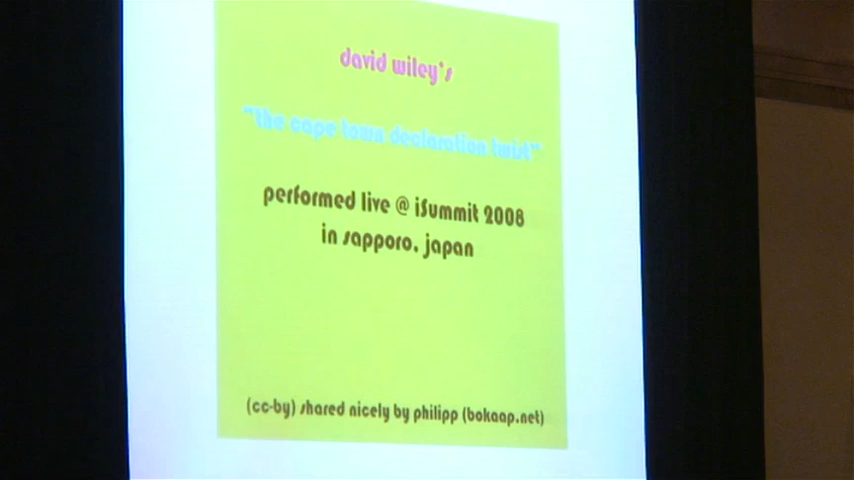 david wiley's
"the cape town declaration twist"
performed live @ iSummit 2008
in sapporo, japan
(cc-by) shared nicely by philipp (bokaap.net)